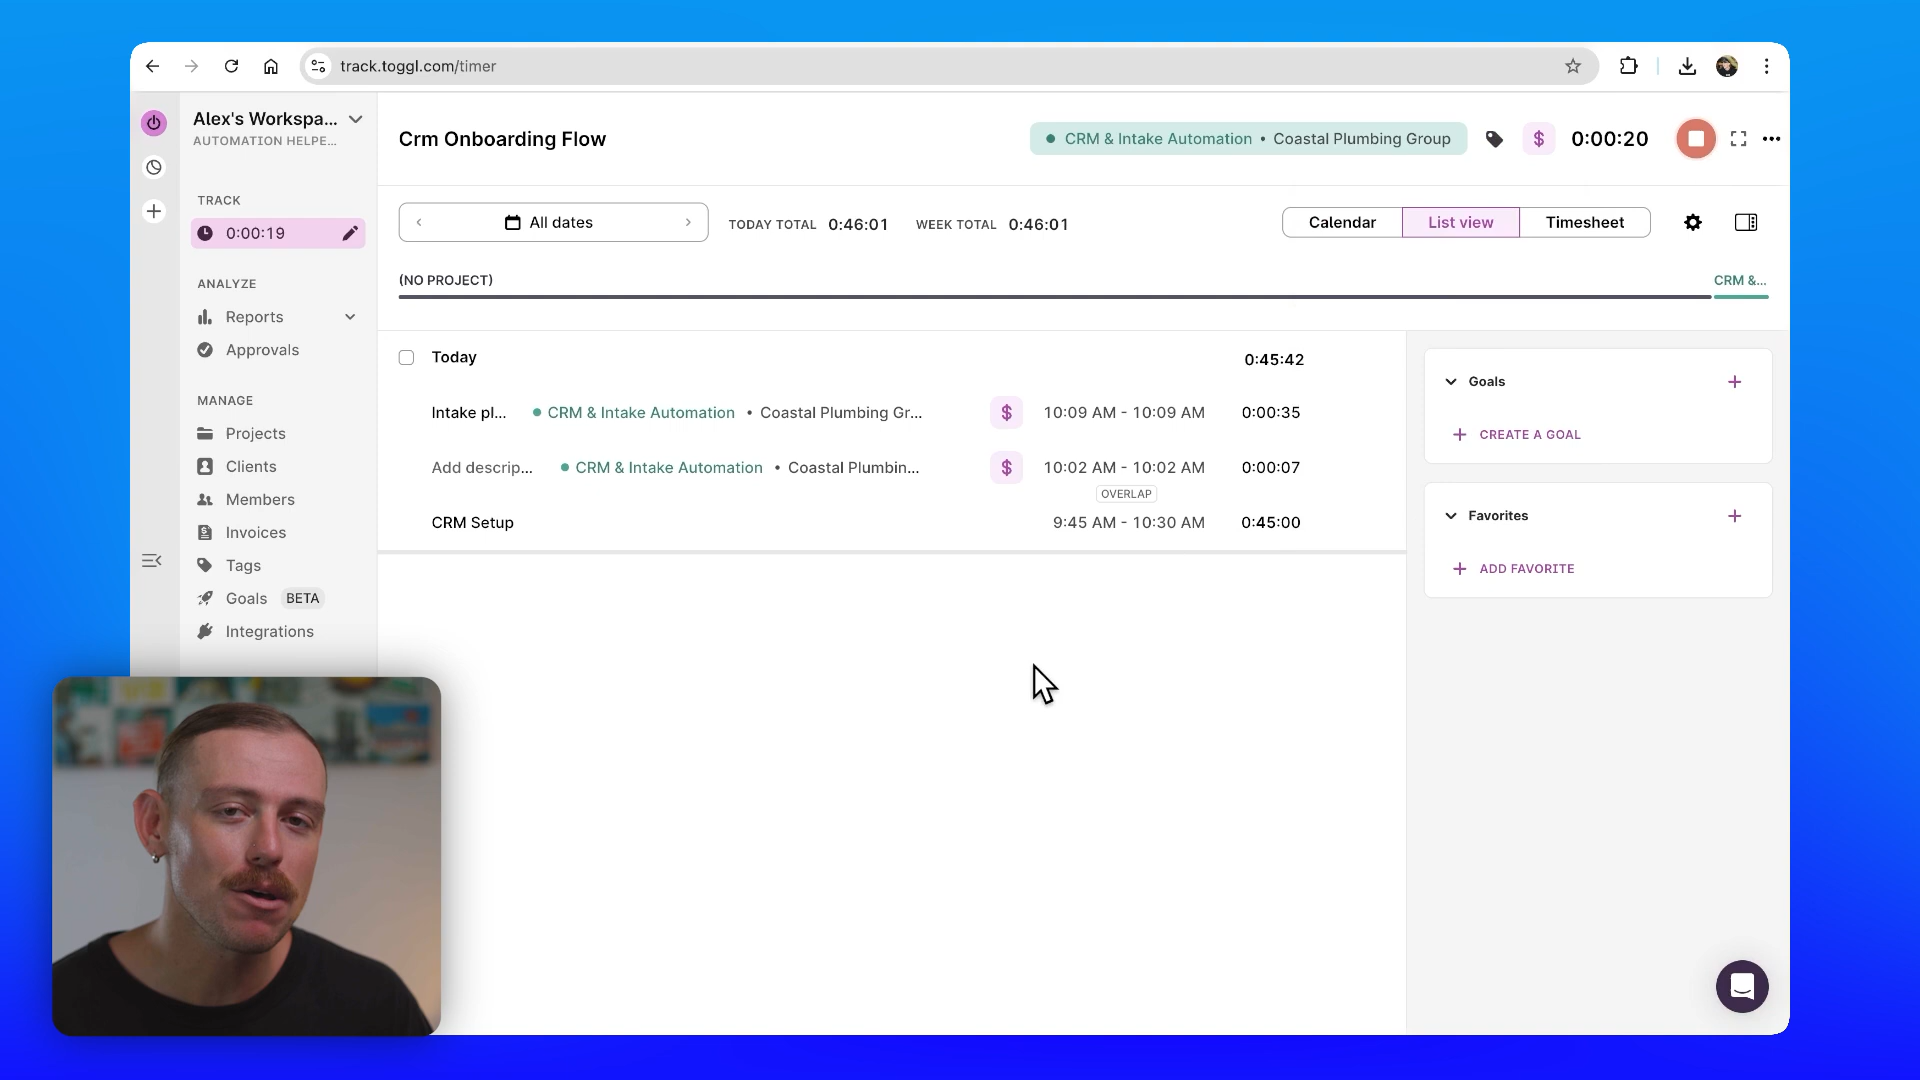 track.toggl.com/timer
Alex's Workspa...
AUTOMATION HELPE...
TRACK
0:00:19
ANALYZE
Reports
Approvals
MANAGE
Projects
Clients
Members
Invoices
Tags
Goals BETA
Integrations
Crm Onboarding Flow
CRM & Intake Automation • Coastal Plumbing Group
$
0:00:20
All dates
TODAY TOTAL 0:46:01 WEEK TOTAL 0:46:01
Calendar List view Timesheet
(NO PROJECT) CRM &...
Today 0:45:42
Intake pl... CRM & Intake Automation • Coastal Plumbing Gr... $ 10:09 AM - 10:09 AM 0:00:35
Add descrip... CRM & Intake Automation • Coastal Plumbin... $ 10:02 AM - 10:02 AM 0:00:07
OVERLAP
CRM Setup 9:45 AM - 10:30 AM 0:45:00
Goals
CREATE A GOAL
Favorites
ADD FAVORITE